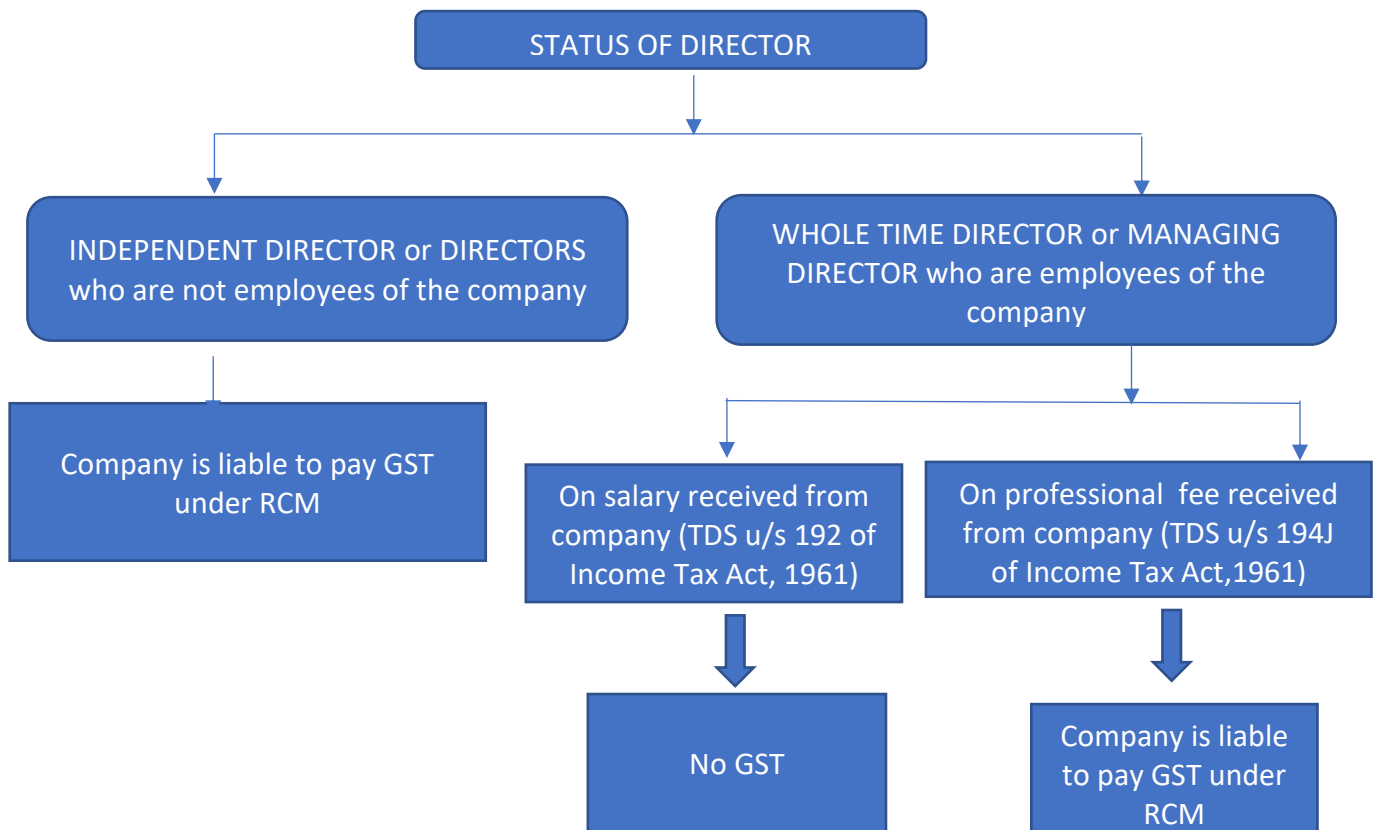 STATUS OF DIRECTOR
INDEPENDENT DIRECTOR or DIRECTORS
who are not employees of the company
WHOLE TIME DIRECTOR or MANAGING
DIRECTOR who are employees of the
company
Company is liable to pay GST
under RCM
On salary received from
company (TDS u/s 192 of
Income Tax Act, 1961)
On professional  fee received
from company (TDS u/s 194J
of Income Tax Act,1961)
No GST
Company is liable
to pay GST under
RCM